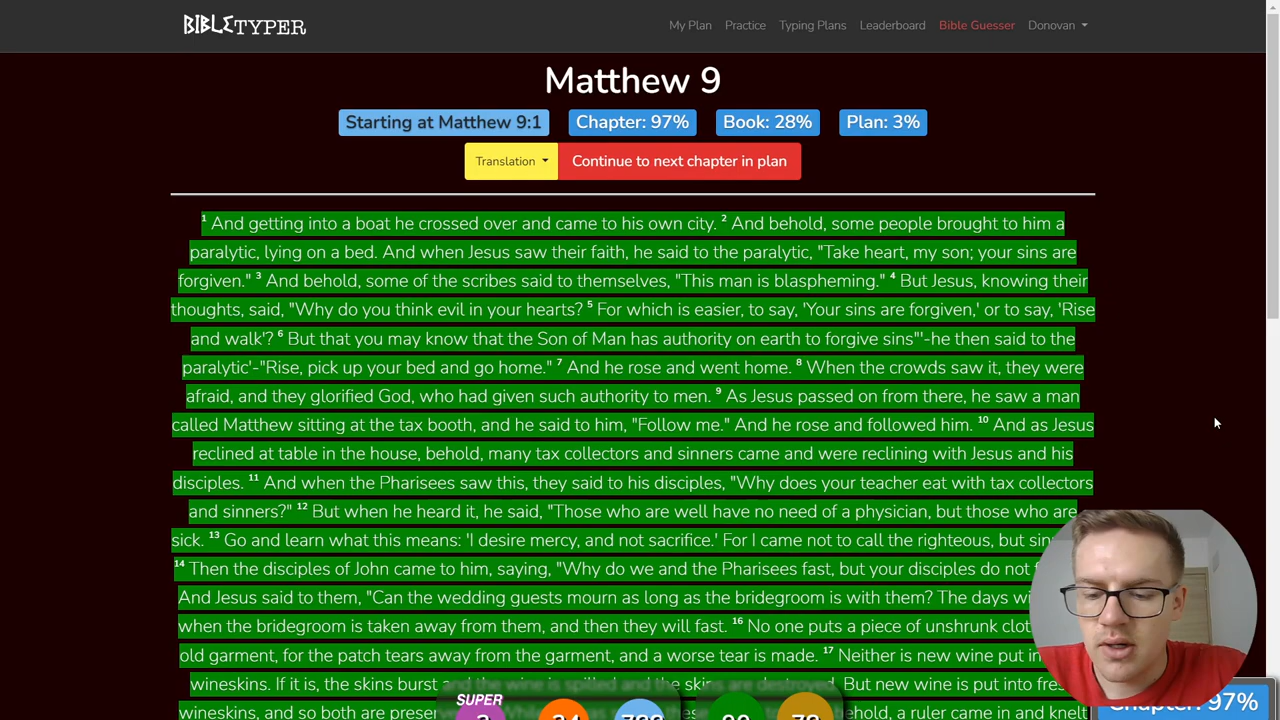 BIBLETYPER
My Plan Practice Typing Plans Leaderboard Bible Guesser Donovan
Matthew 9
Starting at Matthew 9:1 Chapter: 97% Book: 28% Plan: 3%
Translation Continue to next chapter in plan
1 And getting into a boat he crossed over and came to his own city. 2 And behold, some people brought to him a
paralytic, lying on a bed. And when Jesus saw their faith, he said to the paralytic, "Take heart, my son; your sins are
forgiven." 3 And behold, some of the scribes said to themselves, "This man is blaspheming." 4 But Jesus, knowing their
thoughts, said, "Why do you think evil in your hearts? 5 For which is easier, to say, 'Your sins are forgiven,' or to say, 'Rise
and walk'? 6 But that you may know that the Son of Man has authority on earth to forgive sins"'-he then said to the
paralytic'-"Rise, pick up your bed and go home." 7 And he rose and went home. 8 When the crowds saw it, they were
afraid, and they glorified God, who had given such authority to men. 9 As Jesus passed on from there, he saw a man
called Matthew sitting at the tax booth, and he said to him, "Follow me." And he rose and followed him. 10 And as Jesus
reclined at table in the house, behold, many tax collectors and sinners came and were reclining with Jesus and his
disciples. 11 And when the Pharisees saw this, they said to his disciples, "Why does your teacher eat with tax collectors
and sinners?" 12 But when he heard it, he said, "Those who are well have no need of a physician, but those who are
sick. 13 Go and learn what this means: 'I desire mercy, and not sacrifice.' For I came not to call the righteous, but
14 Then the disciples of John came to him, saying, "Why do we and the Pharisees fast, but your disciples do not
And Jesus said to them, "Can the wedding guests mourn as long as the bridegroom is with them? The days
when the bridegroom is taken away from them, and then they will fast. 16 No one puts a piece of unshrunk
old garment, for the patch tears away from the garment, and a worse tear is made. 17 Neither is new wine put
wineskins. If it is, the skins burst and the wine is spilled and the skins are destroyed. But new wine is put into
wineskins, and so both are ehold, a ruler came in and knelt
SUPER
Chapter: 97%